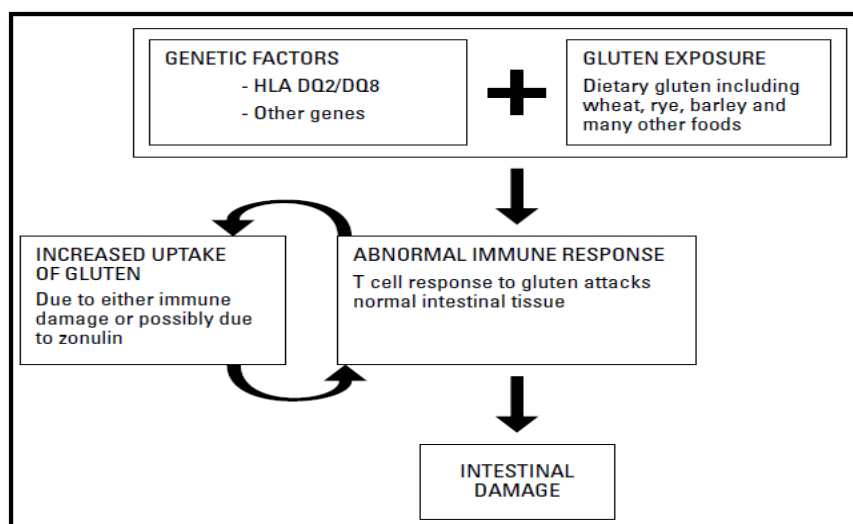 GENETIC FACTORS
- HLA DQ2/DQ8
- Other genes
GLUTEN EXPOSURE
Dietary gluten including
wheat, rye, barley and
many other foods
INCREASED UPTAKE
OF GLUTEN
Due to either immune
damage or possibly due
to zonulin
ABNORMAL IMMUNE RESPONSE
T cell response to gluten attacks
normal intestinal tissue
INTESTINAL
DAMAGE